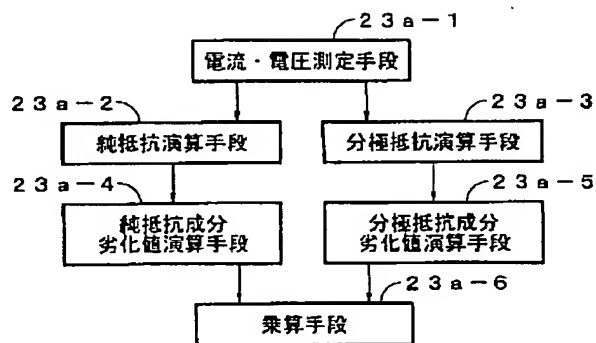 23a-1
電流・電圧測定手段
23a-2
23a-3
純抵抗演算手段
分極抵抗演算手段
23a-4
23a-5
純抵抗成分
劣化値演算手段
分極抵抗成分
劣化値演算手段
23a-6
乗算手段